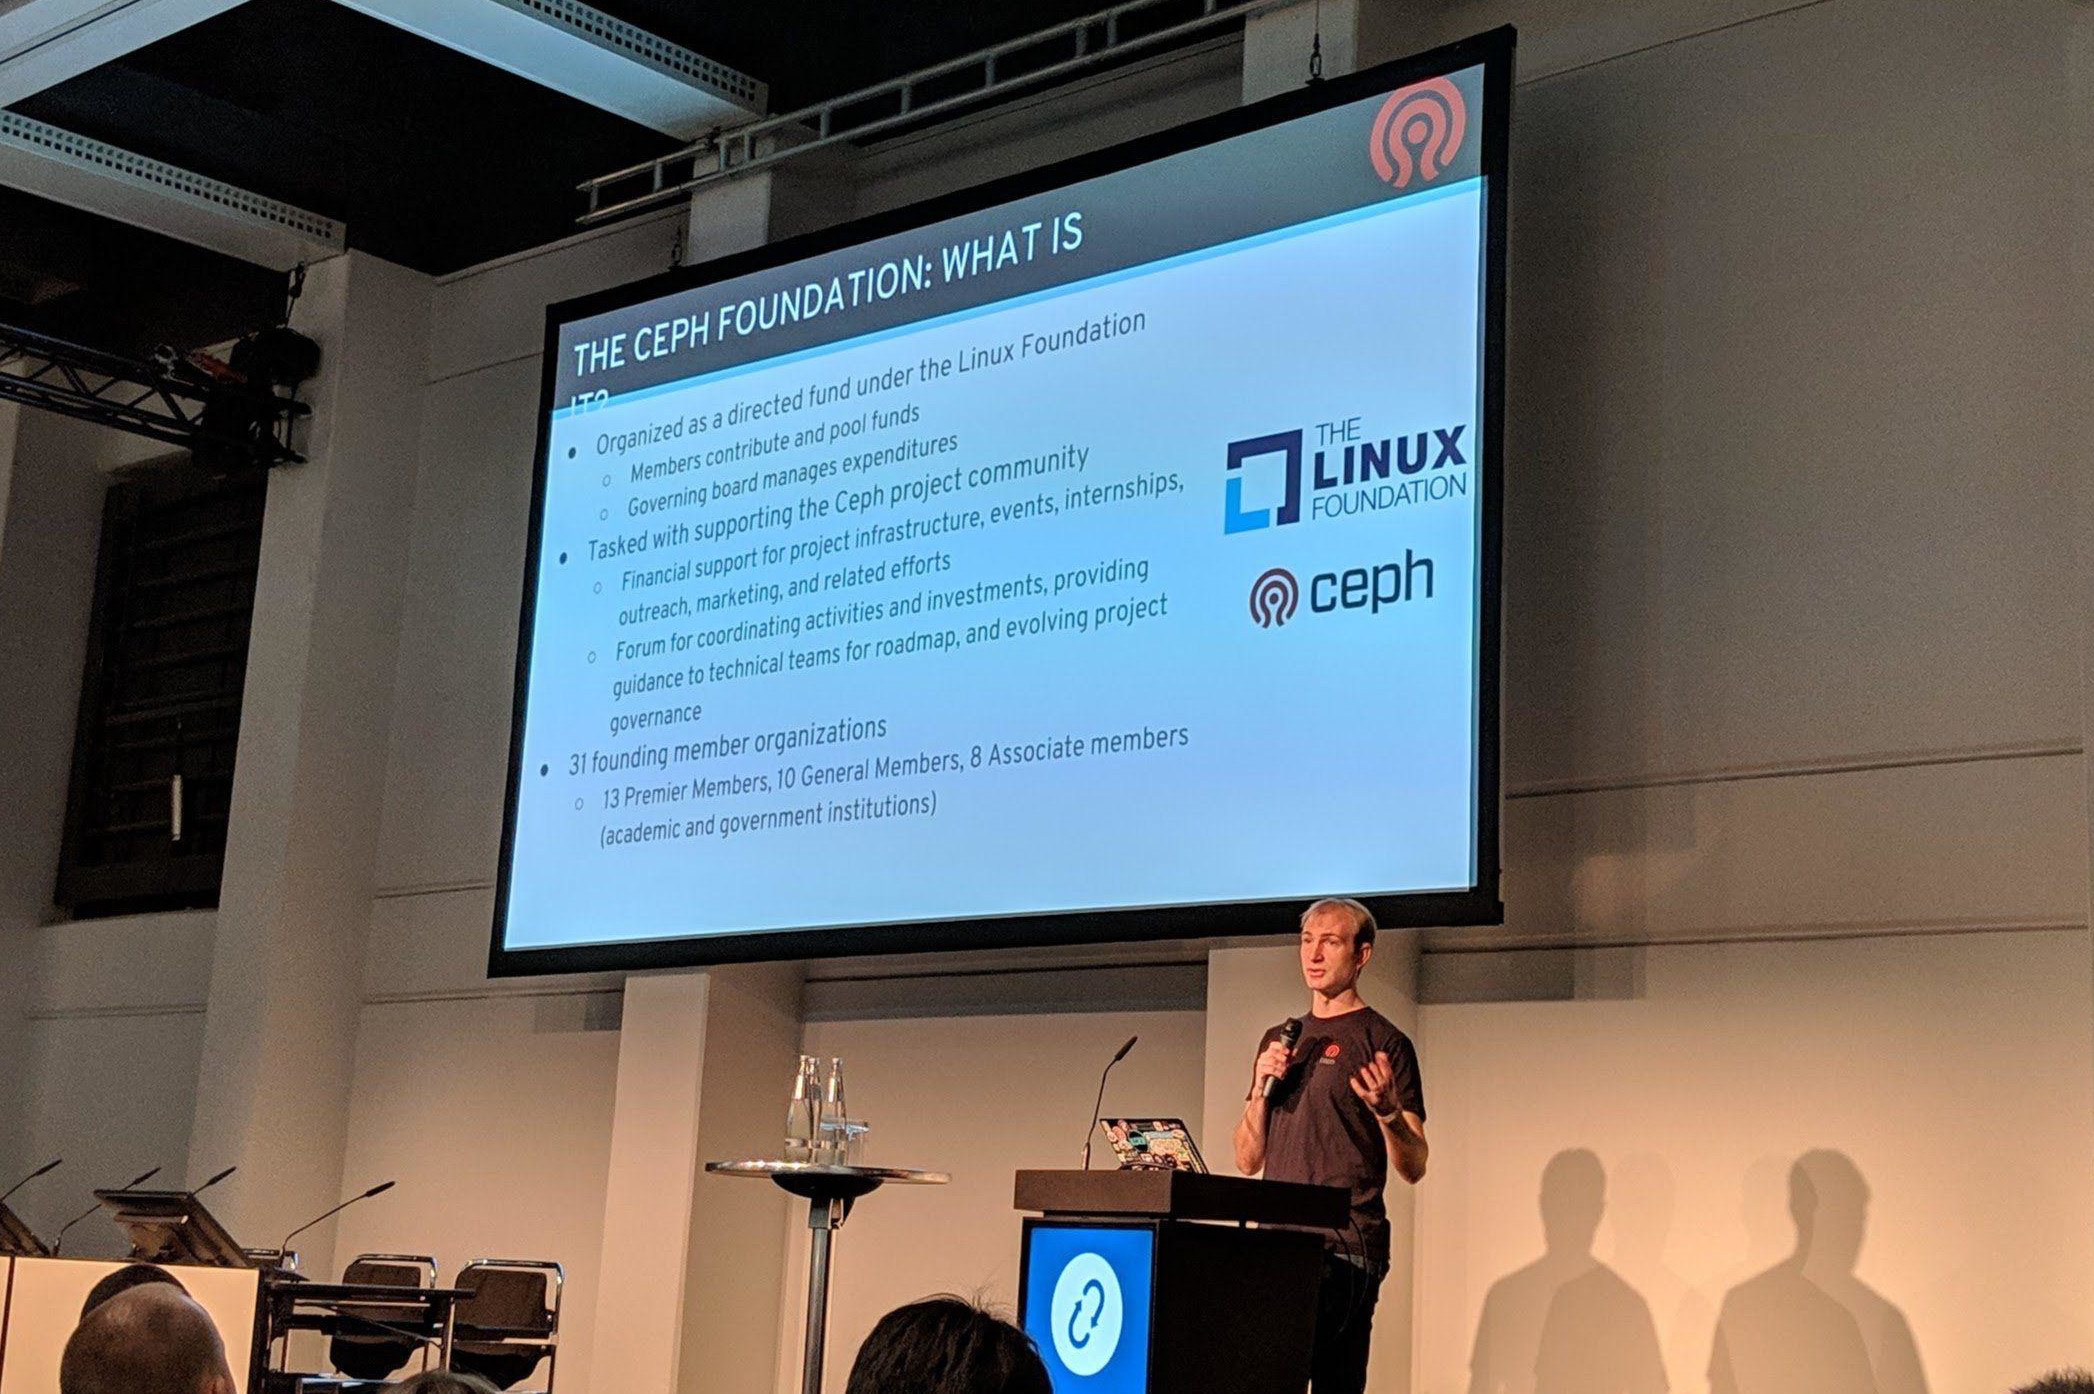 THE CEPH FOUNDATION: WHAT IS
IT?
● Organized as a directed fund under the Linux Foundation
○ Members contribute and pool funds
○ Governing board manages expenditures
● Tasked with supporting the Ceph project community
○ Financial support for project infrastructure, events, internships,
outreach, marketing, and related efforts
○ Forum for coordinating activities and investments, providing
guidance to technical teams for roadmap, and evolving project
governance
● 31 founding member organizations
○ 13 Premier Members, 10 General Members, 8 Associate members
(academic and government institutions)
THE
LINUX
FOUNDATION
ceph